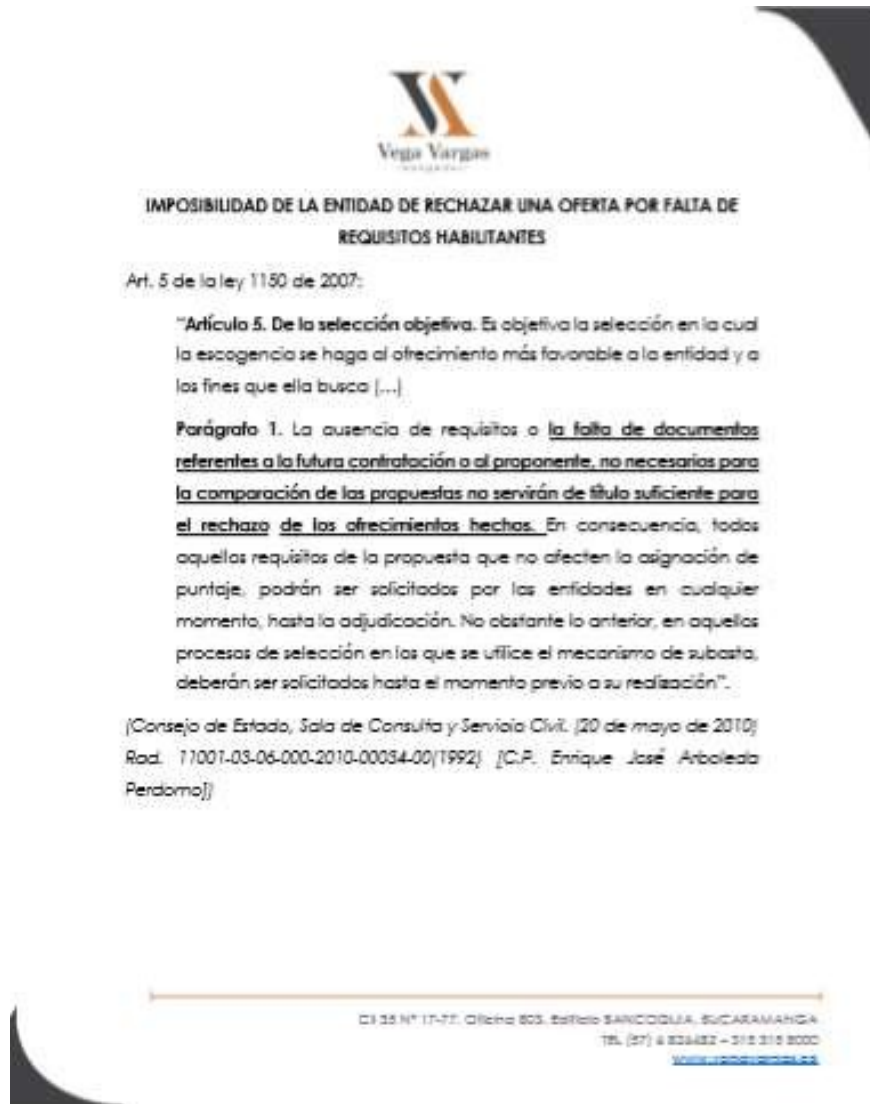 Vega Vargas
IMPOSIBILIDAD DE LA ENTIDAD DE RECHAZAR UNA OFERTA POR FALTA DE
REQUISITOS HABILITANTES
Art. 5 de la ley 1150 de 2007:
"Artículo 5. De la selección objetiva. Es objetiva la selección en la cual
la escogencia se haga al ofrecimiento más favorable a la entidad y a
los fines que ella busca (...)
Parágrafo 1. La ausencia de requisitos o la falta de documentos
referentes a la futura contratación o al proponente, no necesarios para
la comparación de las propuestas no servirán de título suficiente para
el rechazo de los ofrecimientos hechos. En consecuencia, todos
aquellos requisitos de la propuesta que no afecten la asignación de
puntaje, podrán ser solicitados por las entidades en cualquier
momento, hasta la adjudicación. No obstante lo anterior, en aquellos
procesos de selección en los que se utilice el mecanismo de subasta,
deberán ser solicitados hasta el momento previo a su realización".
(Consejo de Estado, Sala de Consulta y Servicio Civil. (20 de mayo de 2010)
Rad. 11001-03-06-000-2010-00034-00(1992) [C.P. Enrique José Arboleda
Perdomo])
Cll 35 N° 17-77. Oficina 803. Edificio BANCOQUIA. BUCARAMANGA
TEL (57)